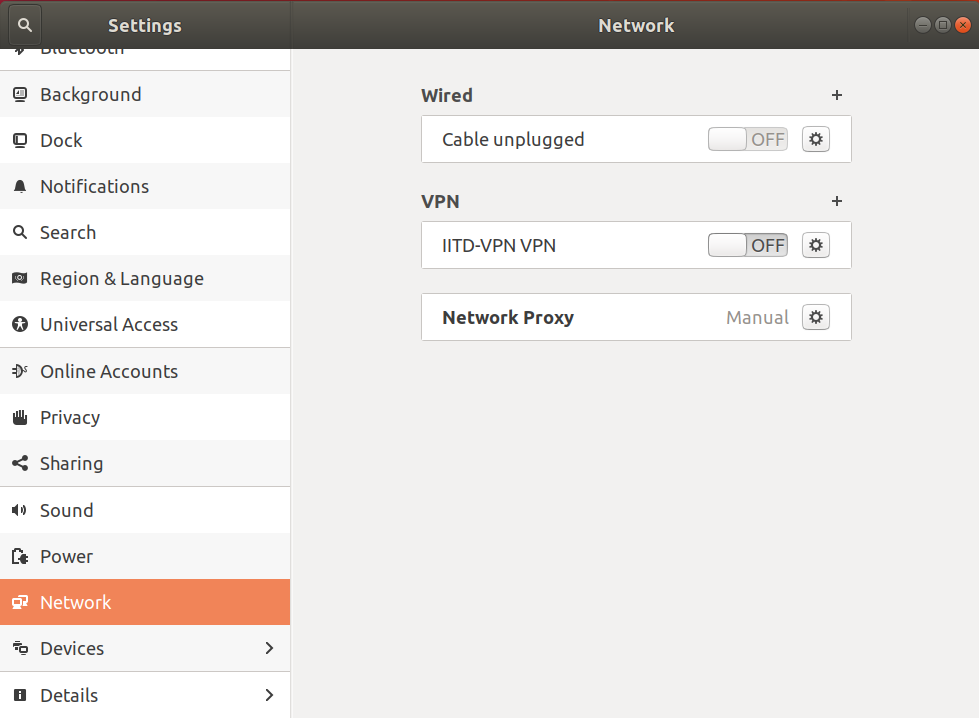 Settings
Network
Bluetooth
Background
Dock
Notifications
Search
Region & Language
Universal Access
Online Accounts
Privacy
Sharing
Sound
Power
Network
Devices
Details
Wired
Cable unplugged
OFF
VPN
IITD-VPN VPN
OFF
Network Proxy
Manual